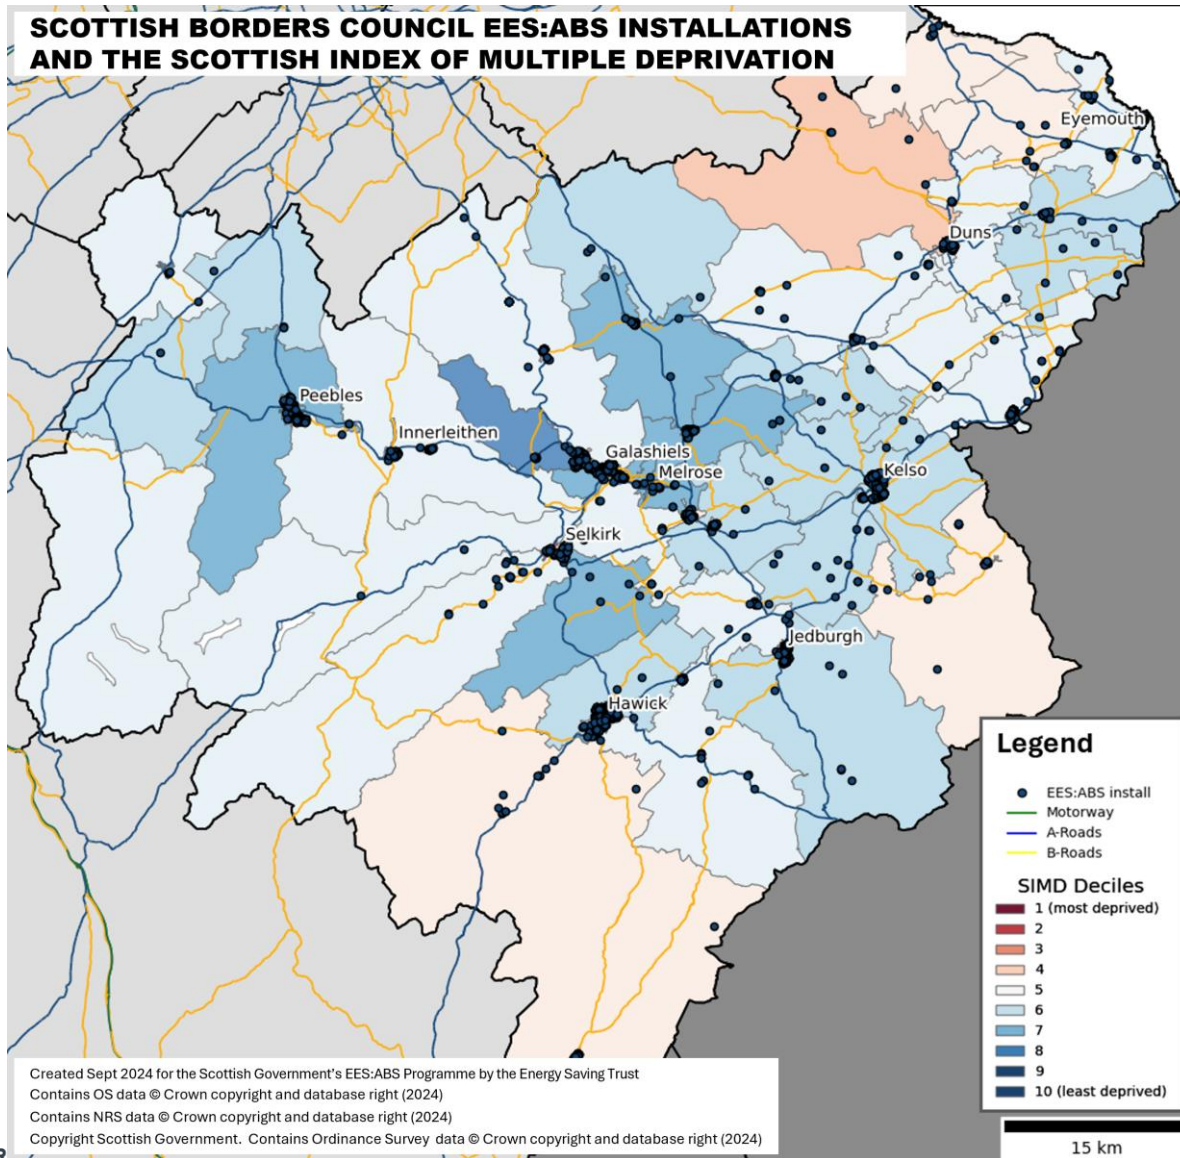 SCOTTISH BORDERS COUNCIL EES:ABS INSTALLATIONS
AND THE SCOTTISH INDEX OF MULTIPLE DEPRIVATION
Eyemouth
Duns
Peebles
Innerleithen
Galashiels
Melrose
Kelso
Selkirk
Jedburgh
Hawick
Legend
EES:ABS install
Motorway
A-Roads
B-Roads
SIMD Deciles
1 (most deprived)
2
3
4
5
6
7
8
9
10 (least deprived)
15 km
Created Sept 2024 for the Scottish Government's EES:ABS Programme by the Energy Saving Trust
Contains OS data © Crown copyright and database right (2024)
Contains NRS data © Crown copyright and database right (2024)
Copyright Scottish Government. Contains Ordinance Survey data © Crown copyright and database right (2024)